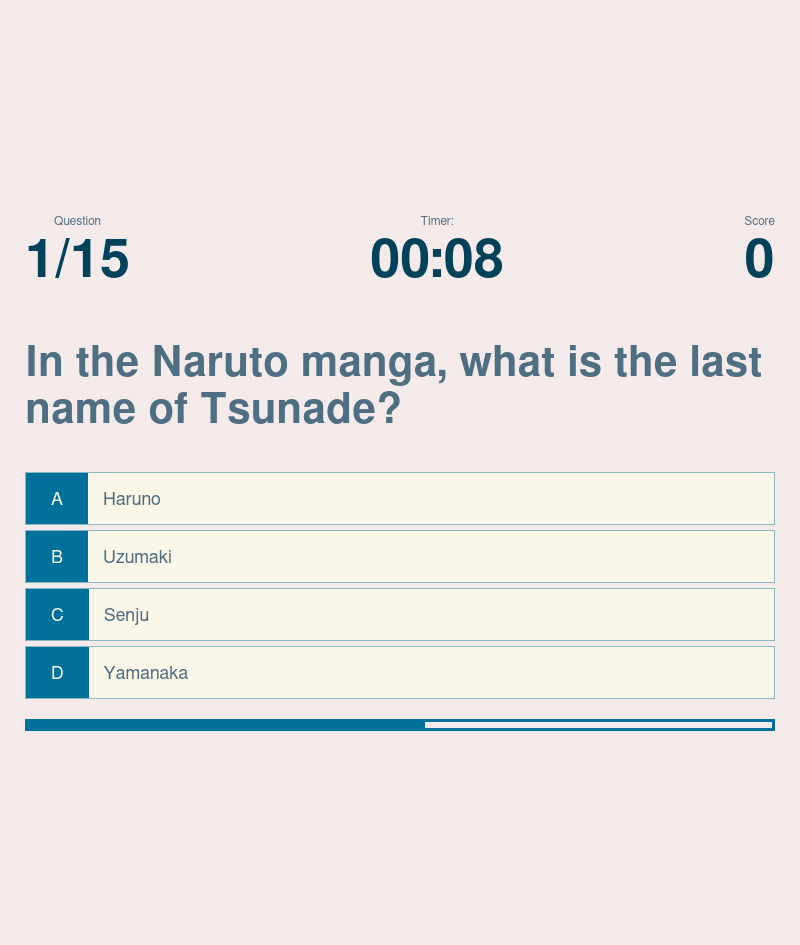 Question
1/15
Timer:
00:08
Score
0
In the Naruto manga, what is the last
name of Tsunade?
A Haruno
B Uzumaki
C Senju
D Yamanaka